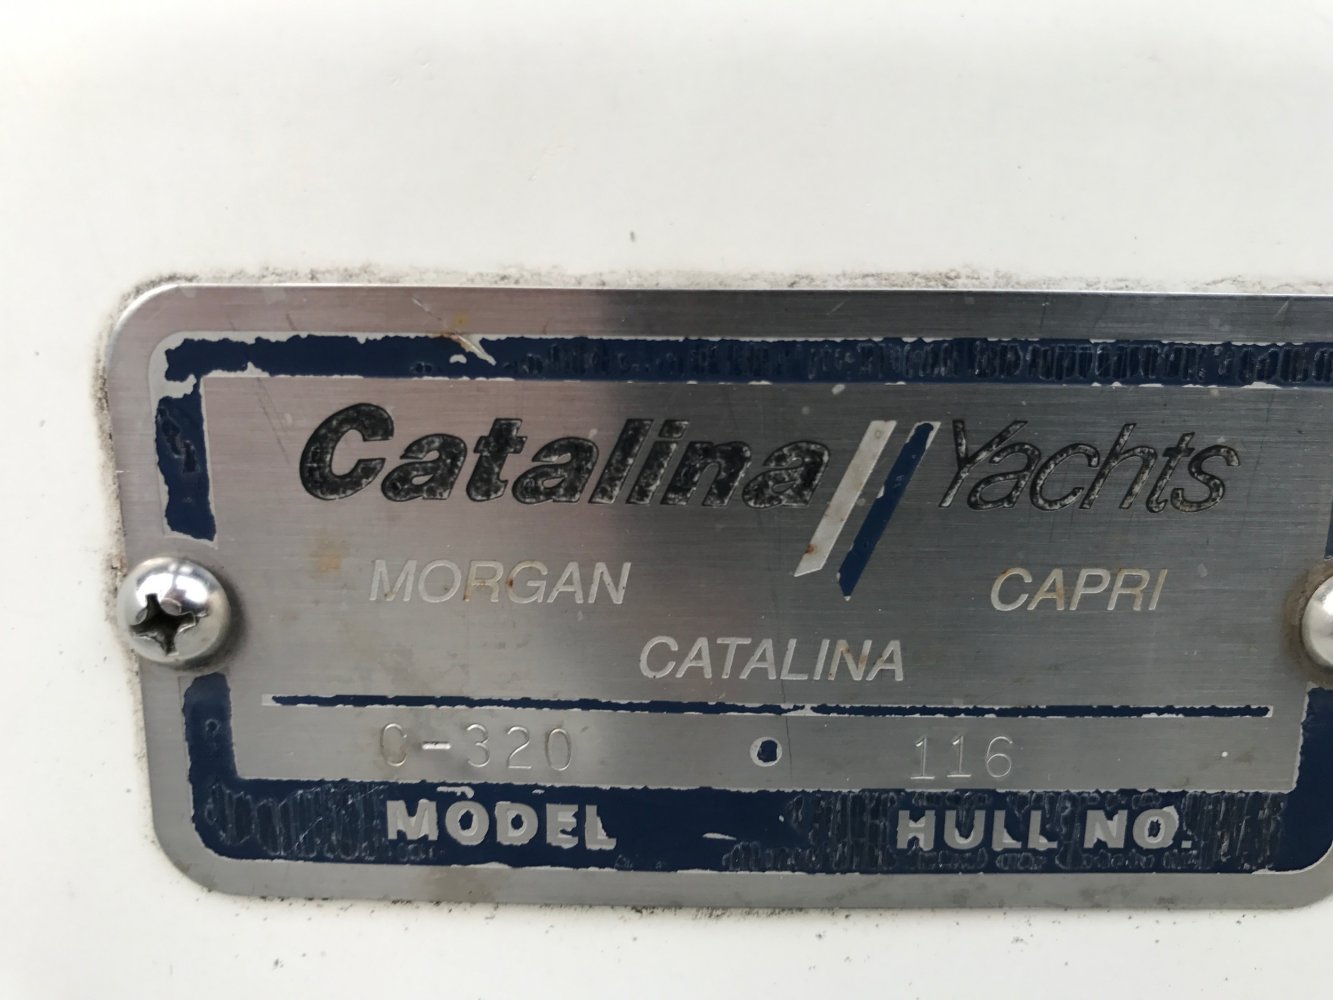 Catalina Yachts
MORGAN CAPRI
CATALINA
C-320 116
MODEL HULL NO.